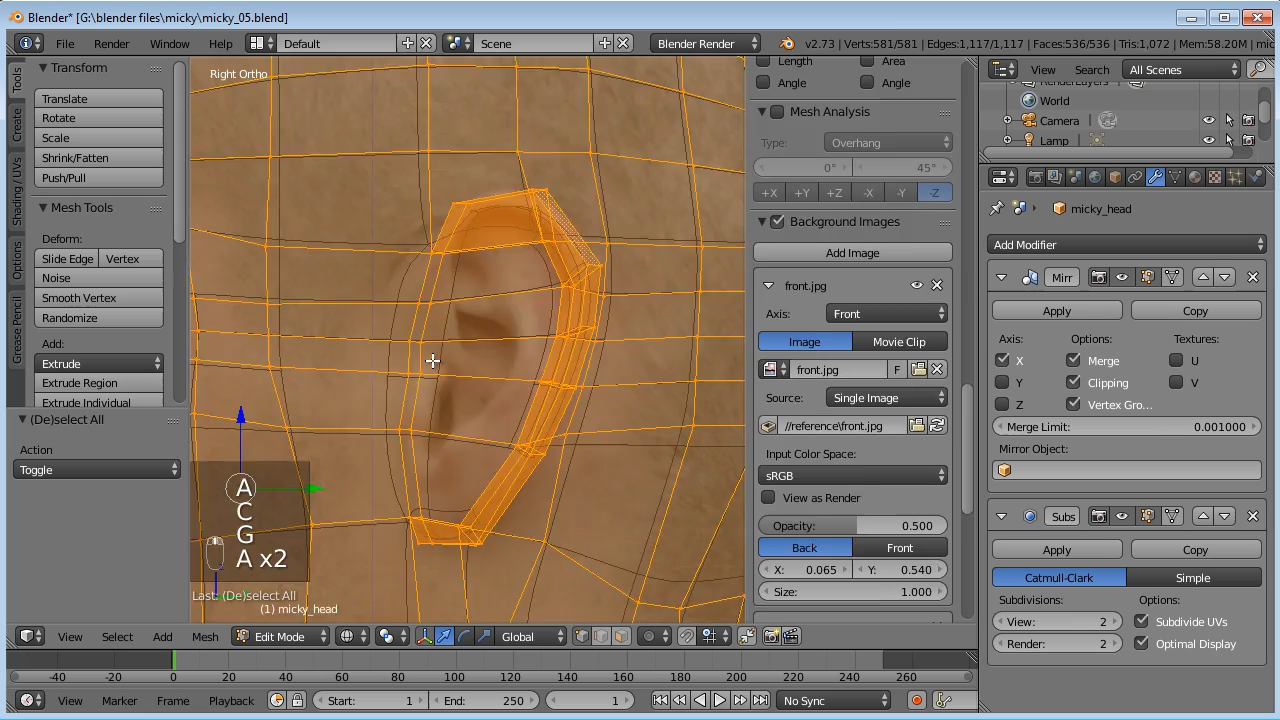 Blender* [G:\blender files\micky\micky_05.blend]
File Render Window Help Default Scene Blender Render v2.73 | Verts:581/581 | Edges:1,117/1,117 | Faces:536/536 | Tris:1,072 | Mem:58.20M | mic
Tools
Create
Shading/UVs
Options
Grease Pencil
Transform
Translate
Rotate
Scale
Shrink/Fatten
Push/Pull
Mesh Tools
Deform:
Slide Edge Vertex
Noise
Smooth Vertex
Randomize
Add:
Extrude
Extrude Region
Extrude Individual
(De)select All
Action
Toggle
Right Ortho
A
C
G
A x2
Last: (De)select All
(1) micky_head
Length Area
Angle Angle
Mesh Analysis
Type: Overhang
0° 45°
+X +Y +Z -X -Y -Z
Background Images
Add Image
front.jpg
Axis: Front
Image Movie Clip
front.jpg F
Source: Single Image
//reference\front.jpg
Input Color Space:
sRGB
View as Render
Opacity: 0.500
Back Front
X: 0.065 Y: 0.540
Size: 1.000
View Search All Scenes
RenderLayers
World
Camera
Lamp
micky_head
Add Modifier
Mirr
Apply Copy
Axis: Options: Textures:
X Merge U
Y Clipping V
Z Vertex Gro...
Merge Limit: 0.001000
Mirror Object:
Subs
Apply Copy
Catmull-Clark Simple
Subdivisions: Options:
View: 2 Subdivide UVs
Render: 2 Optimal Display
View Select Add Mesh Edit Mode Global
-40 -20 0 20 40 60 80 100 120 140 160 180 200 220 240 260
View Marker Frame Playback Start: 1 End: 250 1 No Sync